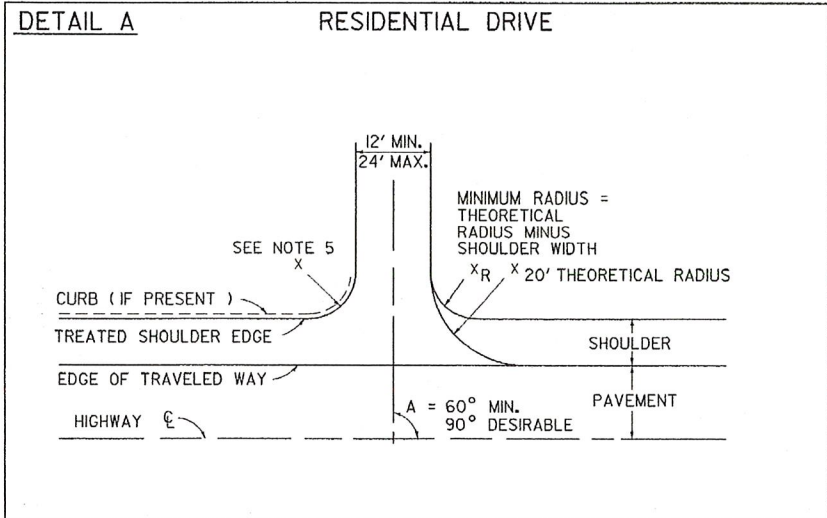 DETAIL A
RESIDENTIAL DRIVE
12' MIN.
24' MAX.
MINIMUM RADIUS =
THEORETICAL
RADIUS MINUS
SHOULDER WIDTH
SEE NOTE 5
X
X R
X 20' THEORETICAL RADIUS
CURB (IF PRESENT )
TREATED SHOULDER EDGE
SHOULDER
EDGE OF TRAVELED WAY
PAVEMENT
A = 60° MIN.
90° DESIRABLE
HIGHWAY ℄